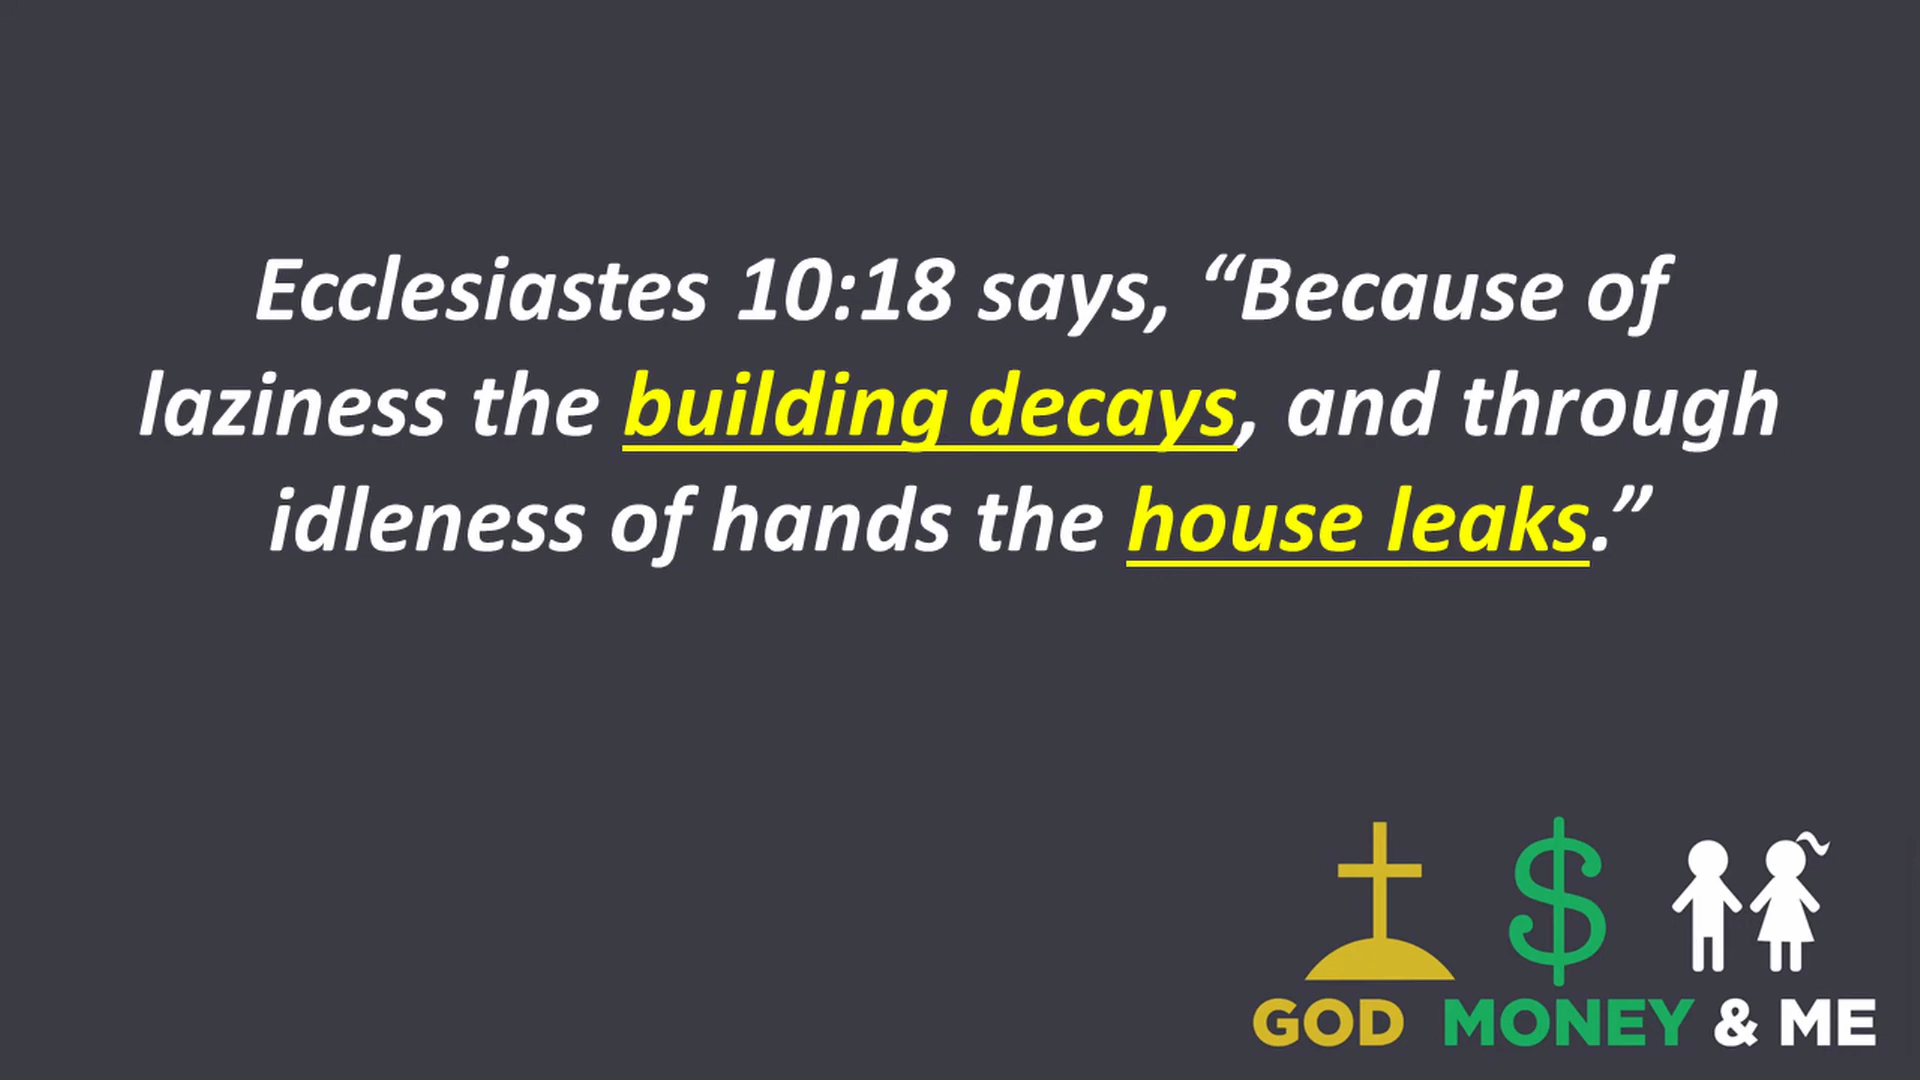 Ecclesiastes 10:18 says, “Because of
laziness the building decays, and through
idleness of hands the house leaks.”
GOD MONEY & ME